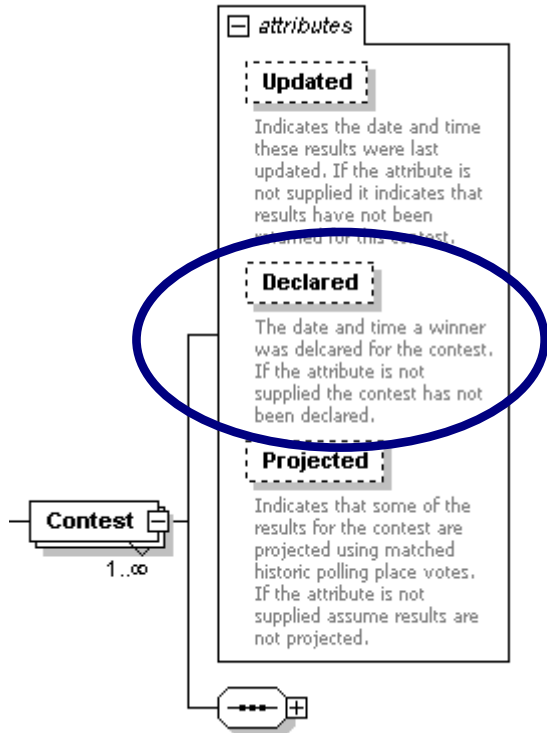 attributes
Updated
Indicates the date and time
these results were last
updated. If the attribute is
not supplied it indicates that
results have not been
returned for this contest.
Declared
The date and time a winner
was delcared for the contest.
If the attribute is not
supplied the contest has not
been declared.
Projected
Indicates that some of the
results for the contest are
projected using matched
historic polling place votes.
If the attribute is not
supplied assume results are
not projected.
Contest
1..∞